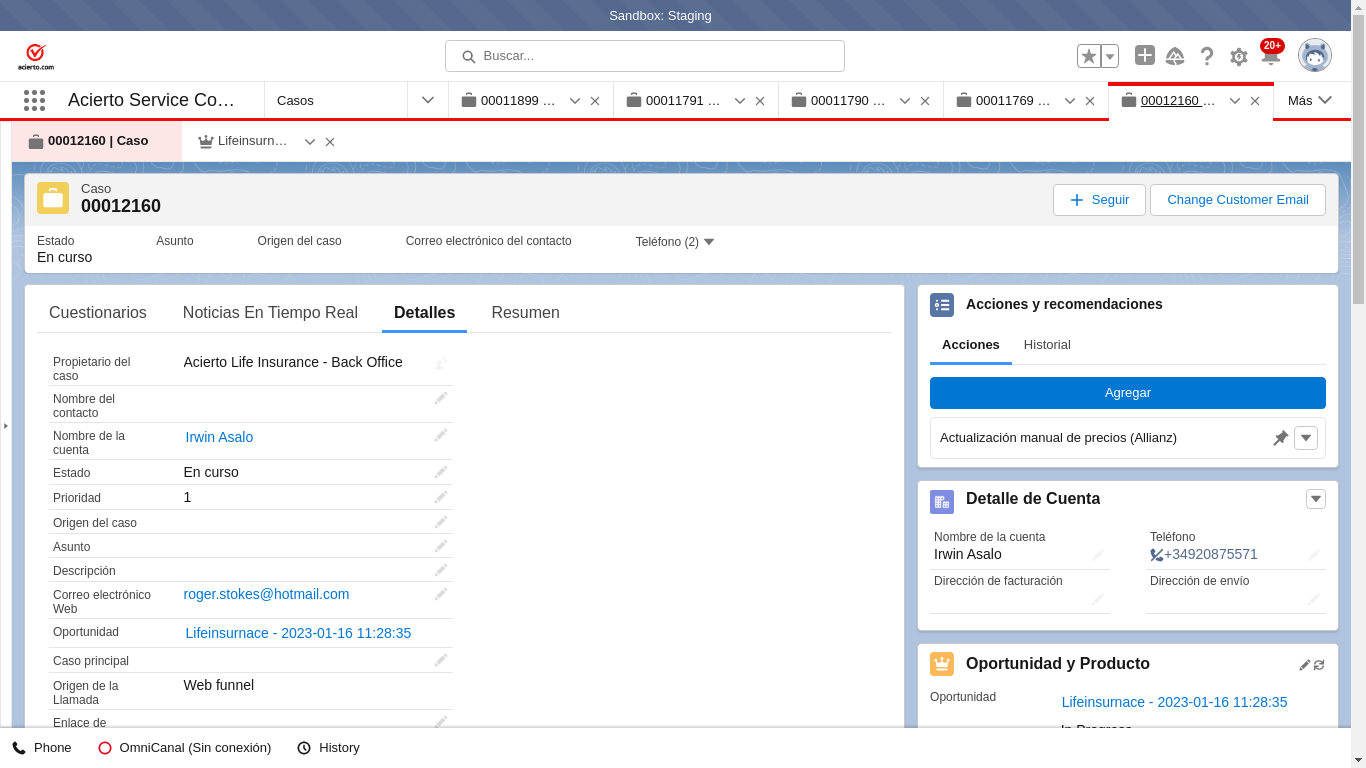 Sandbox: Staging
acierto.com
Buscar...
20+
Acierto Service Co…
Casos
00011899 …
00011791 …
00011790 …
00011769 …
00012160 …
Más
00012160 | Caso
Lifeinsurn…
Caso
00012160
Seguir
Change Customer Email
Estado
En curso
Asunto
Origen del caso
Correo electrónico del contacto
Teléfono (2)
Cuestionarios
Noticias En Tiempo Real
Detalles
Resumen
Propietario del
caso
Acierto Life Insurance - Back Office
Nombre del
contacto
Nombre de la
cuenta
Irwin Asalo
Estado
En curso
Prioridad
1
Origen del caso
Asunto
Descripción
Correo electrónico
Web
roger.stokes@hotmail.com
Oportunidad
Lifeinsurnace - 2023-01-16 11:28:35
Caso principal
Origen de la
Llamada
Web funnel
Enlace de
Acciones y recomendaciones
Acciones
Historial
Agregar
Actualización manual de precios (Allianz)
Detalle de Cuenta
Nombre de la cuenta
Irwin Asalo
Teléfono
+34920875571
Dirección de facturación
Dirección de envío
Oportunidad y Producto
Oportunidad
Lifeinsurnace - 2023-01-16 11:28:35
In Progress
Phone
OmniCanal (Sin conexión)
History